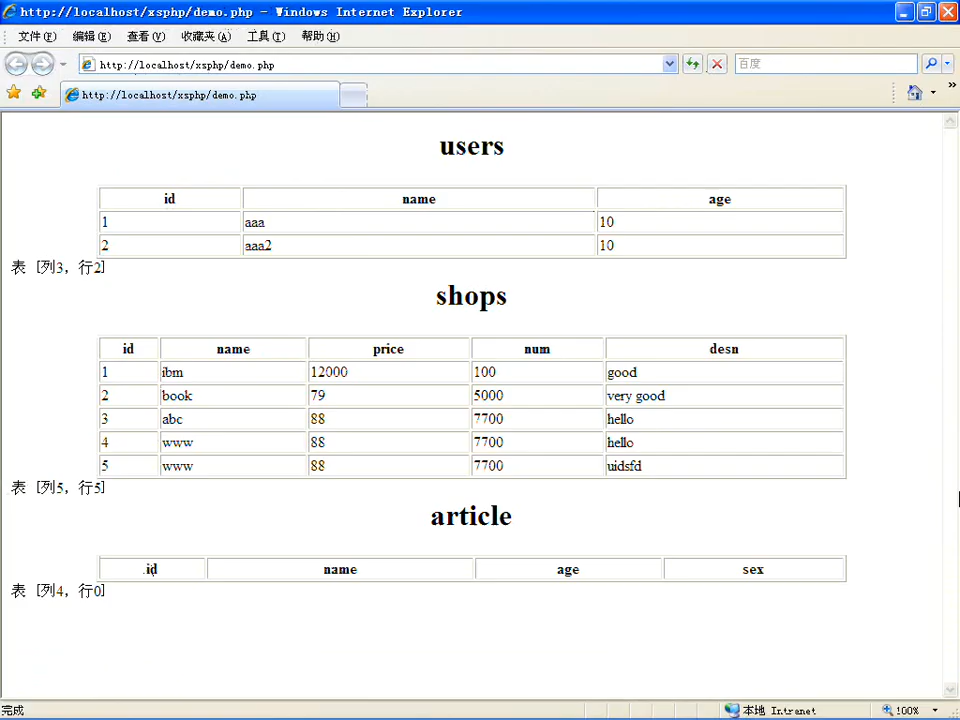 http://localhost/xsphp/demo.php - Windows Internet Explorer
文件(F) 编辑(E) 查看(V) 收藏夹(A) 工具(T) 帮助(H)
http://localhost/xsphp/demo.php 百度
http://localhost/xsphp/demo.php
users
id name age
1 aaa 10
2 aaa2 10
表 [列3，行2]
shops
id name price num desn
1 ibm 12000 100 good
2 book 79 5000 very good
3 abc 88 7700 hello
4 www 88 7700 hello
5 www 88 7700 uidsfd
表 [列5，行5]
article
id name age sex
表 [列4，行0]
完成 本地 Intranet 100%